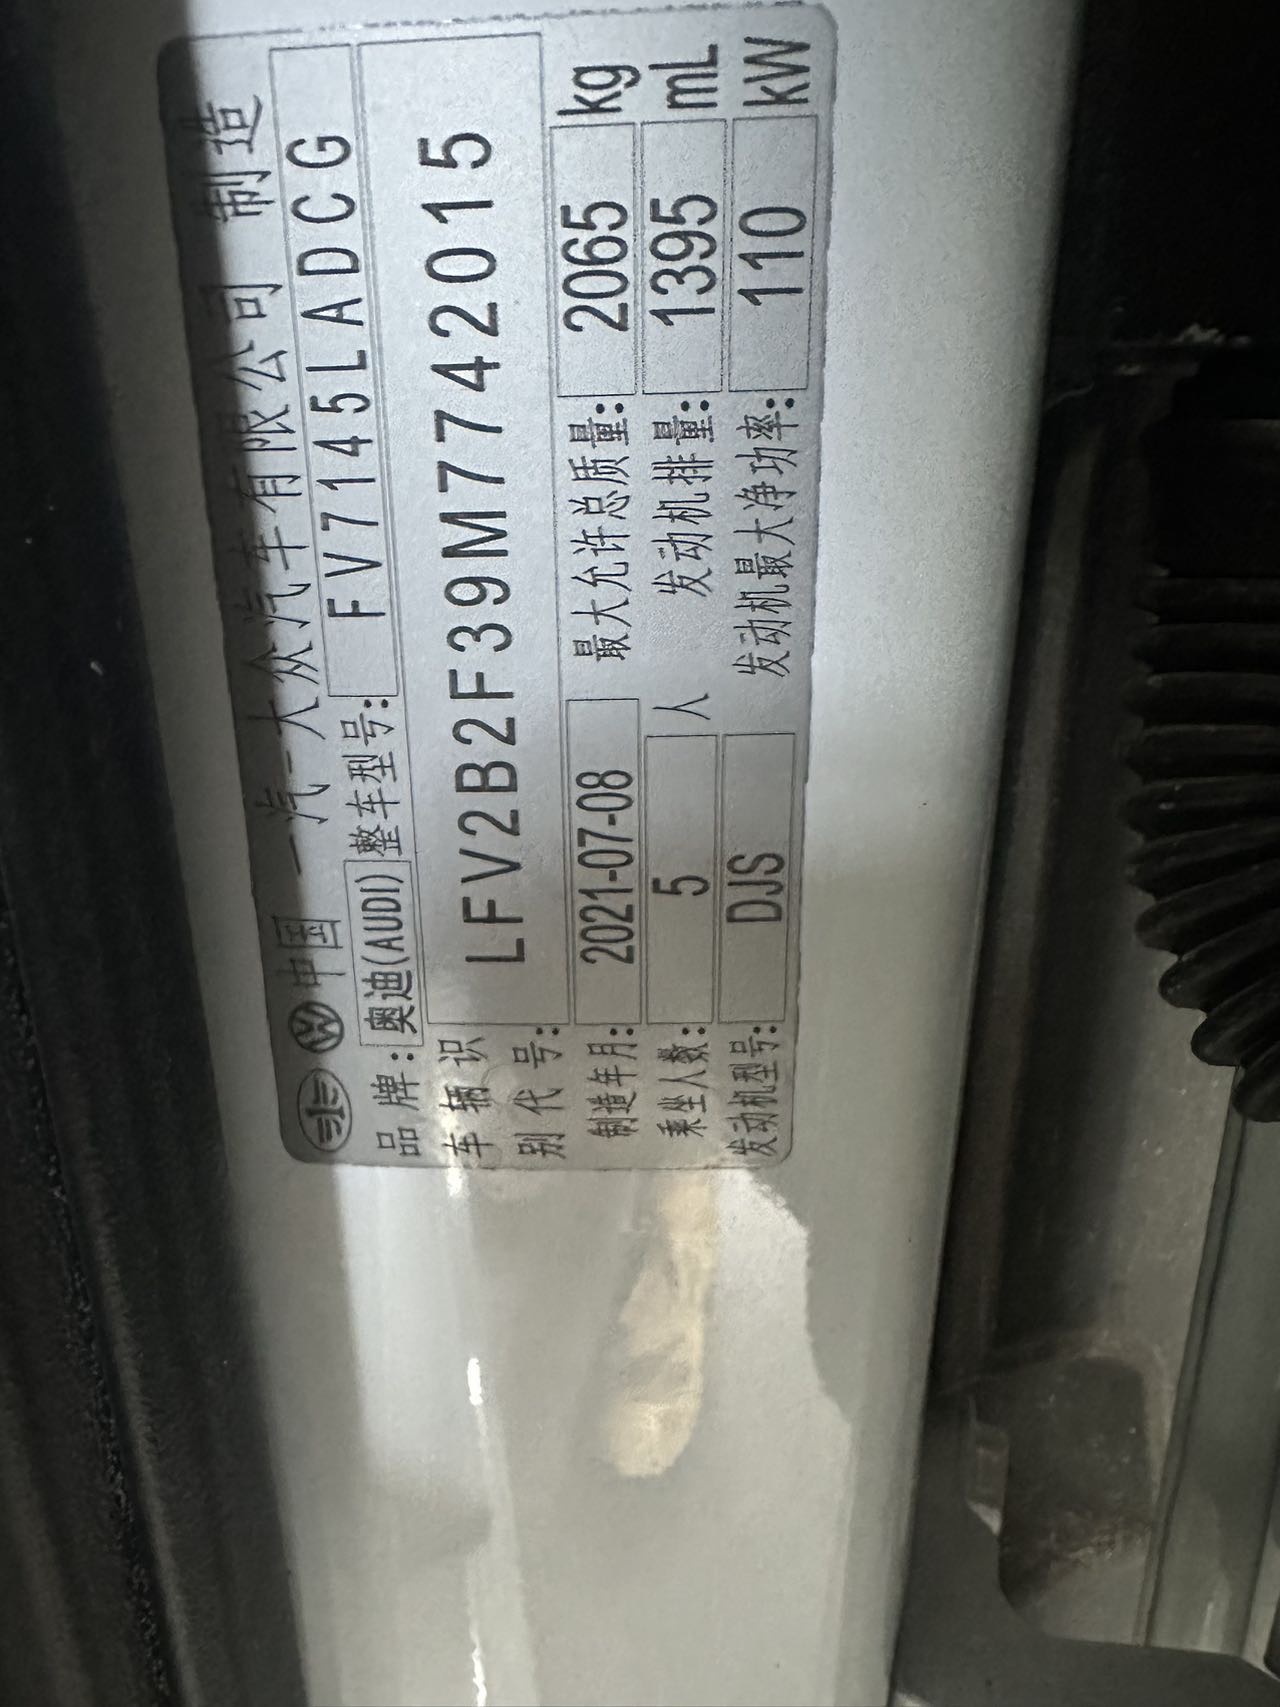 中国 一汽-大众汽车有限公司 制造
品牌: 奥迪(AUDI) 整车型号: FV7145LADCG
车辆识别代号: LFV2B2F39M7742015
制造年月: 2021-07-08 最大允许总质量: 2065 kg
乘坐人数: 5 人 发动机排量: 1395 mL
发动机型号: DJS 发动机最大净功率: 110 kW